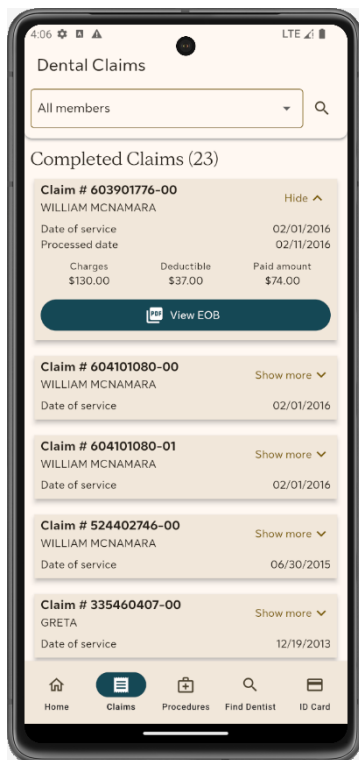 4:06 LTE
Dental Claims
All members
Completed Claims (23)
Claim # 603901776-00
WILLIAM MCNAMARA
Hide
Date of service 02/01/2016
Processed date 02/11/2016
Charges Deductible Paid amount
$130.00 $37.00 $74.00
PDF View EOB
Claim # 604101080-00
WILLIAM MCNAMARA
Show more
Date of service 02/01/2016
Claim # 604101080-01
WILLIAM MCNAMARA
Show more
Date of service 02/01/2016
Claim # 524402746-00
WILLIAM MCNAMARA
Show more
Date of service 06/30/2015
Claim # 335460407-00
GRETA
Show more
Date of service 12/19/2013
Home Claims Procedures Find Dentist ID Card